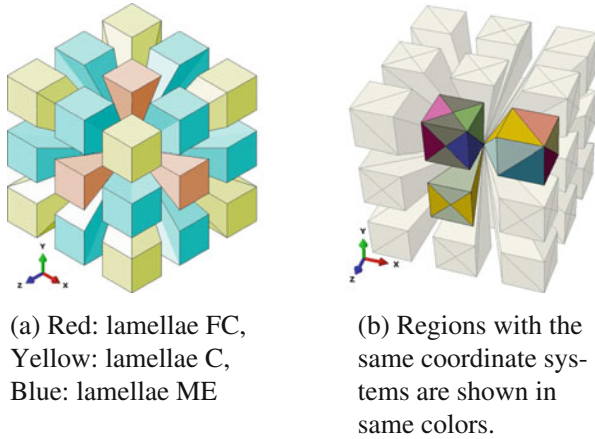 Y
Z
X
Y
Z
X
(a) Red: lamellae FC,
Yellow: lamellae C,
Blue: lamellae ME
(b) Regions with the
same coordinate sys-
tems are shown in
same colors.